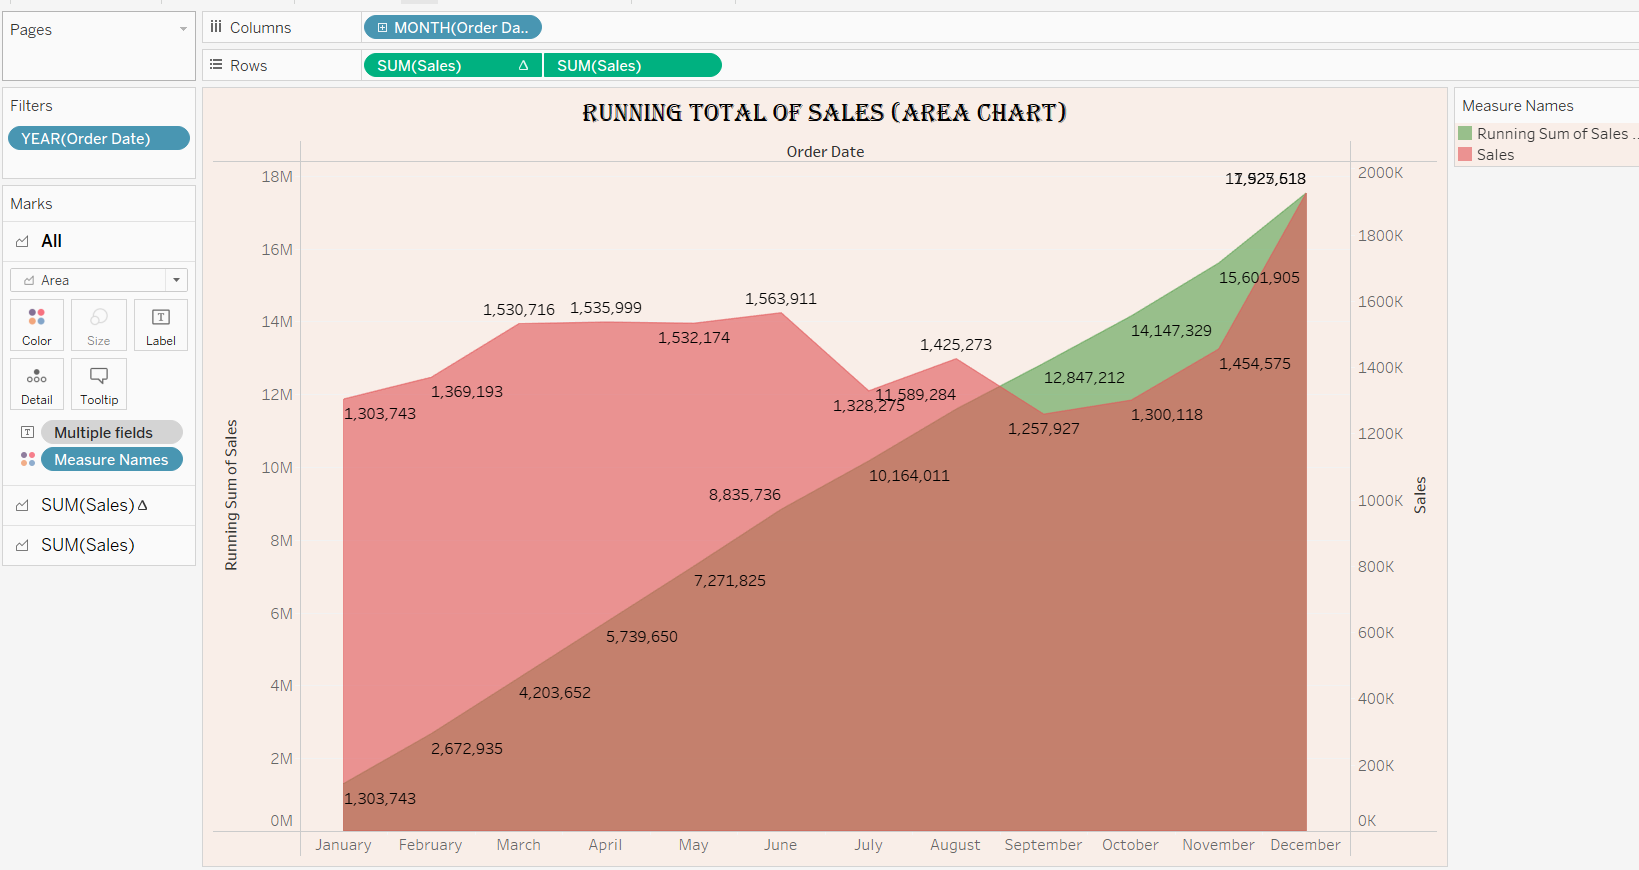 Pages
Columns
MONTH(Order Da..
Rows
SUM(Sales) Δ
SUM(Sales)
Filters
YEAR(Order Date)
Marks
All
Area
Color
Size
Label
Detail
Tooltip
T Multiple fields
Measure Names
SUM(Sales) Δ
SUM(Sales)
RUNNING TOTAL OF SALES (AREA CHART)
Order Date
Running Sum of Sales
18M
16M
14M
12M
10M
8M
6M
4M
2M
0M
1,530,716
1,535,999
1,563,911
1,532,174
1,425,273
1,369,193
1,303,743
1,328,275
11,589,284
1,257,927
12,847,212
14,147,329
15,601,905
1,454,575
1,300,118
10,164,011
8,835,736
7,271,825
5,739,650
4,203,652
2,672,935
1,303,743
2000K
1800K
1600K
1400K
1200K
1000K
800K
600K
400K
200K
0K
Sales
January February March April May June July August September October November December
Measure Names
Running Sum of Sales ..
Sales